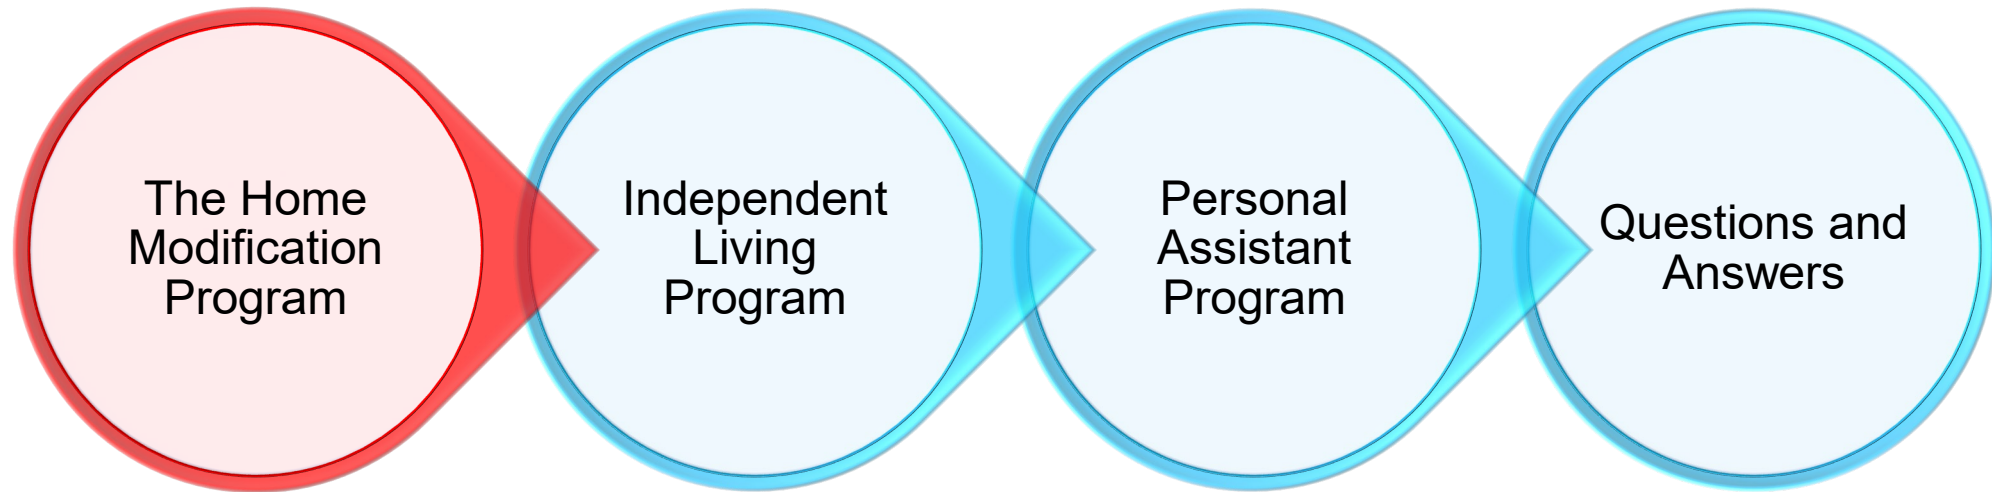 The Home
Modification
Program
Independent
Living
Program
Personal
Assistant
Program
Questions and
Answers